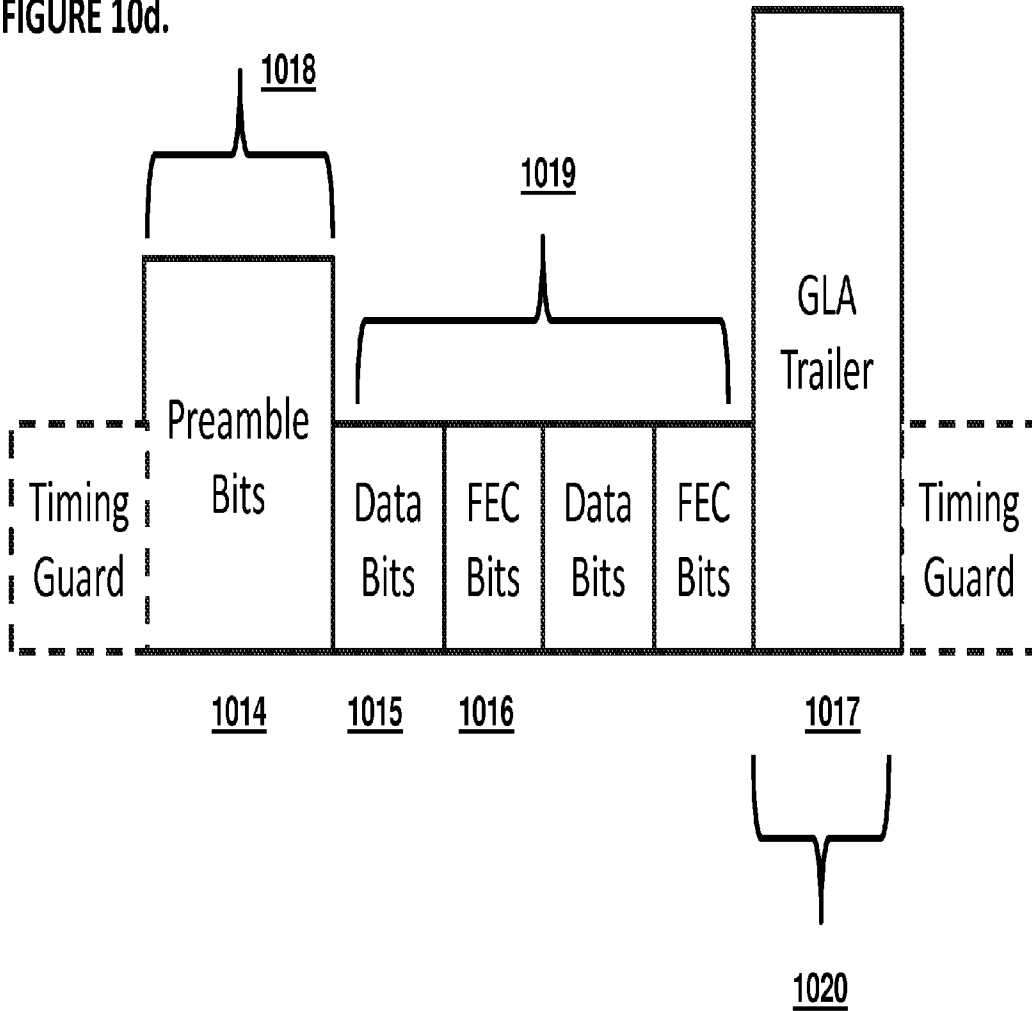 FIGURE 10d.
1018
1019
GLA
Trailer
Preamble
Bits
Timing
Guard
Data
Bits
FEC
Bits
Data
Bits
FEC
Bits
Timing
Guard
1014
1015
1016
1017
1020